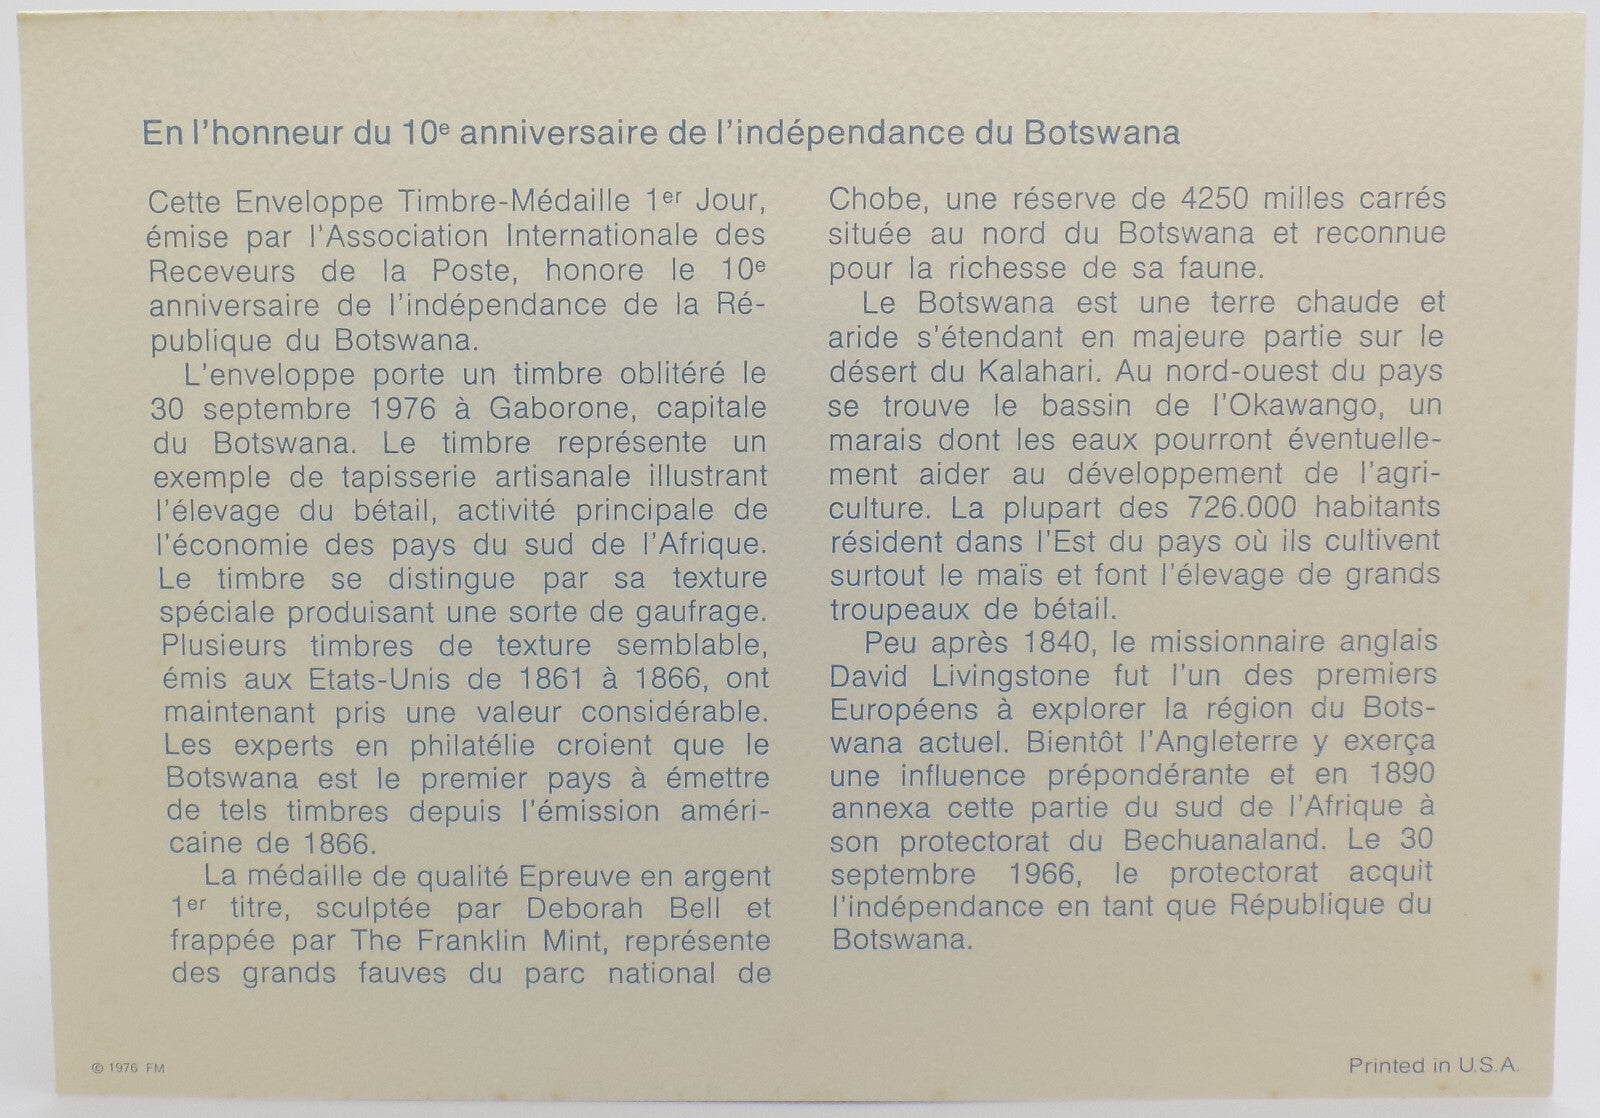 En l'honneur du 10e anniversaire de l'indépendance du Botswana
Cette Enveloppe Timbre-Médaille 1er Jour,
émise par l'Association Internationale des
Receveurs de la Poste, honore le 10e
anniversaire de l'indépendance de la Ré-
publique du Botswana.
L'enveloppe porte un timbre oblitéré le
30 septembre 1976 à Gaborone, capitale
du Botswana. Le timbre représente un
exemple de tapisserie artisanale illustrant
l'élevage du bétail, activité principale de
l'économie des pays du sud de l'Afrique.
Le timbre se distingue par sa texture
spéciale produisant une sorte de gaufrage.
Plusieurs timbres de texture semblable,
émis aux Etats-Unis de 1861 à 1866, ont
maintenant pris une valeur considérable.
Les experts en philatélie croient que le
Botswana est le premier pays à émettre
de tels timbres depuis l'émission améri-
caine de 1866.
La médaille de qualité Epreuve en argent
1er titre, sculptée par Deborah Bell et
frappée par The Franklin Mint, représente
des grands fauves du parc national de
Chobe, une réserve de 4250 milles carrés
située au nord du Botswana et reconnue
pour la richesse de sa faune.
Le Botswana est une terre chaude et
aride s'étendant en majeure partie sur le
désert du Kalahari. Au nord-ouest du pays
se trouve le bassin de l'Okawango, un
marais dont les eaux pourront éventuelle-
ment aider au développement de l'agri-
culture. La plupart des 726.000 habitants
résident dans l'Est du pays où ils cultivent
surtout le maïs et font l'élevage de grands
troupeaux de bétail.
Peu après 1840, le missionnaire anglais
David Livingstone fut l'un des premiers
Européens à explorer la région du Bots-
wana actuel. Bientôt l'Angleterre y exerça
une influence prépondérante et en 1890
annexa cette partie du sud de l'Afrique à
son protectorat du Bechuanaland. Le 30
septembre 1966, le protectorat acquit
l'indépendance en tant que République du
Botswana.
© 1976 FM
Printed in U.S.A.